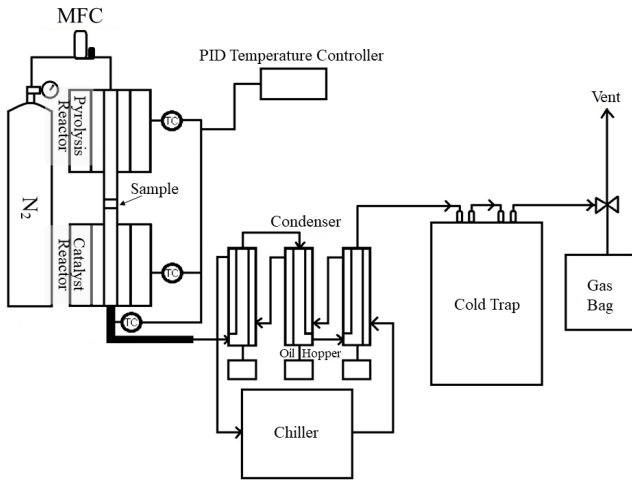 MFC
PID Temperature Controller
Pyrolysis
Reactor
TC
N2
Sample
Catalyst
Reactor
TC
TC
Condenser
Oil Hopper
Chiller
Cold Trap
Vent
Gas
Bag